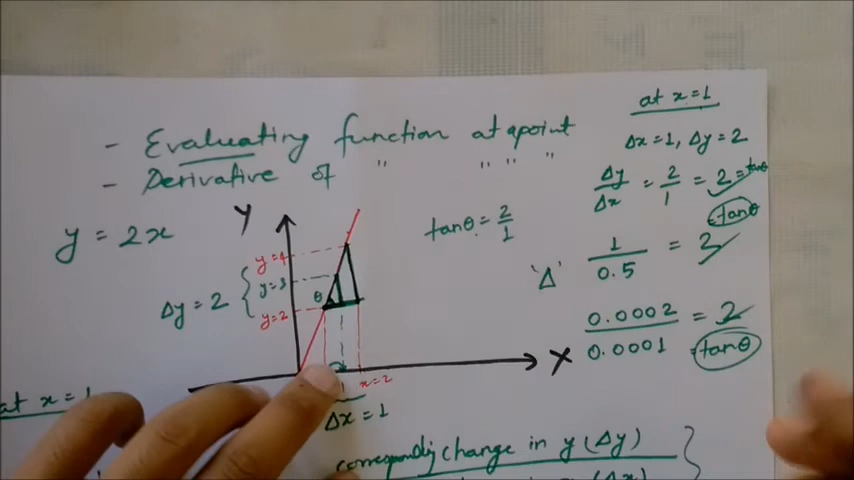 - Evaluating function at a point
- Derivative of " " " "
y = 2x
Y
y=4
y=3
y=2
Δy = 2
θ
X
x=2
Δx = 1
tanθ = 2/1
at x=1
Δx=1, Δy=2
Δy/Δx = 2/1 = 2 = tanθ
= tanθ
'Δ'
1/0.5 = 2
0.0002/0.0001 = 2
= tanθ
at x = 1
change in y (Δy)
(Δx)